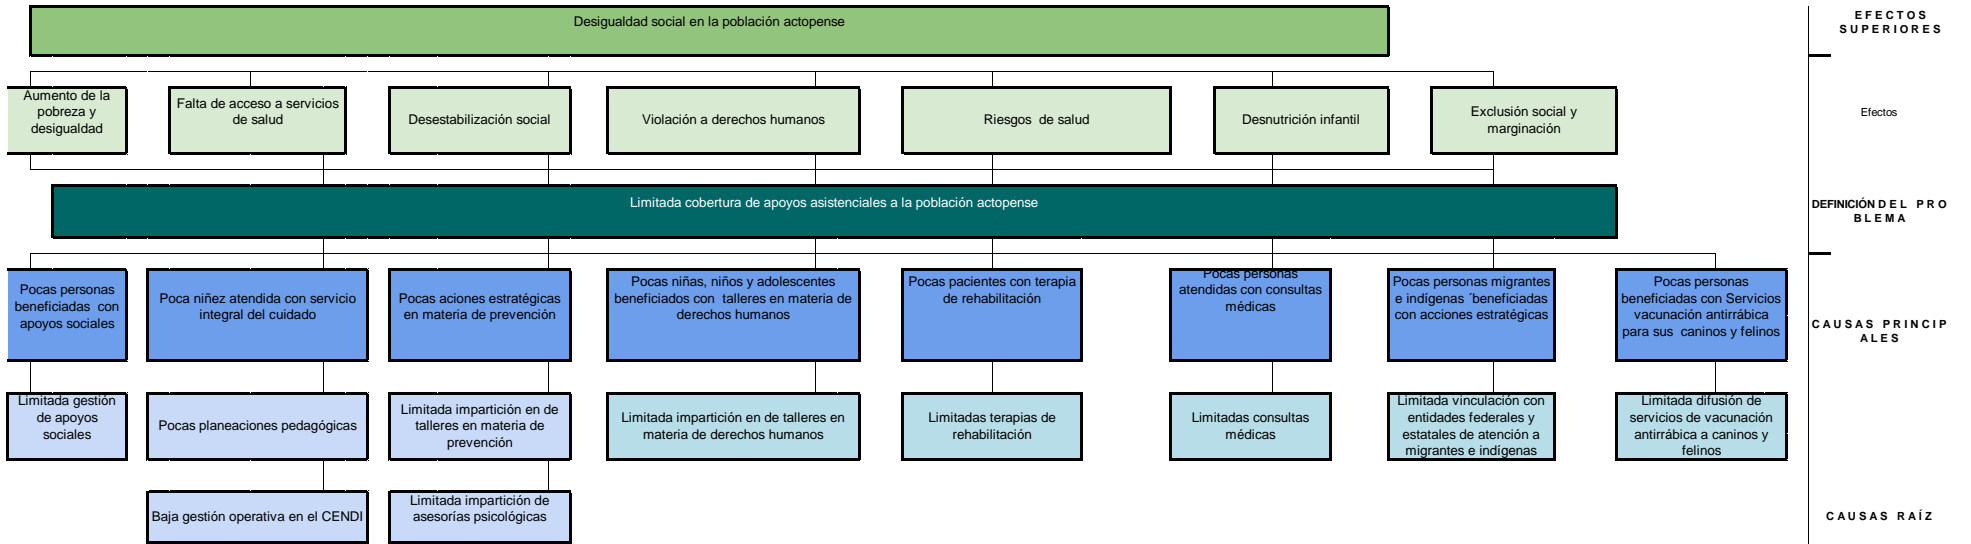 Desigualdad social en la población actopense
EFECTOS
SUPERIORES
Aumento de la
pobreza y
desigualdad
Falta de acceso a servicios
de salud
Desestabilización social
Violación a derechos humanos
Riesgos  de salud
Desnutrición infantil
Exclusión social y
marginación
Efectos
Limitada cobertura de apoyos asistenciales a la población actopense
DEFINICIÓN DEL PRO
BLEMA
Pocas personas
beneficiadas  con
apoyos sociales
Poca niñez atendida con servicio
integral del cuidado
Pocas aciones estratégicas
en materia de prevención
Pocas niñas, niños y adolescentes
beneficiados con  talleres en materia de
derechos humanos
Pocas pacientes con terapia
de rehabilitación
Pocas personas
atendidas con consultas
médicas
Pocas personas migrantes
e indígenas ´beneficiadas
con acciones estratégicas
Pocas personas
beneficiadas con Servicios
vacunación antirrábica
para sus  caninos y felinos
CAUSAS PRINCIP
ALES
Limitada gestión
de apoyos
sociales
Pocas planeaciones pedagógicas
Limitada impartición en de
talleres en materia de
prevención
Limitada impartición en de talleres en
materia de derechos humanos
Limitadas terapias de
rehabilitación
Limitadas consultas
médicas
Limitada vinculación con
entidades federales y
estatales de atención a
migrantes e indígenas
Limitada difusión de
servicios de vacunación
antirrábica a caninos y
felinos
Baja gestión operativa en el CENDI
Limitada impartición de
asesorías psicológicas
CAUSAS RAÍZ